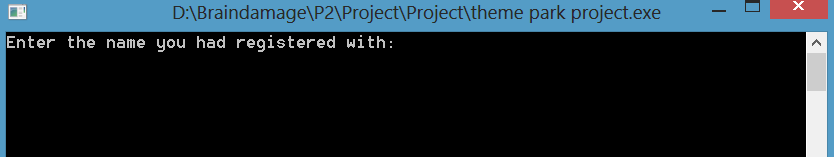 D:\Braindamage\P2\Project\Project\theme park project.exe
Enter the name you had registered with: